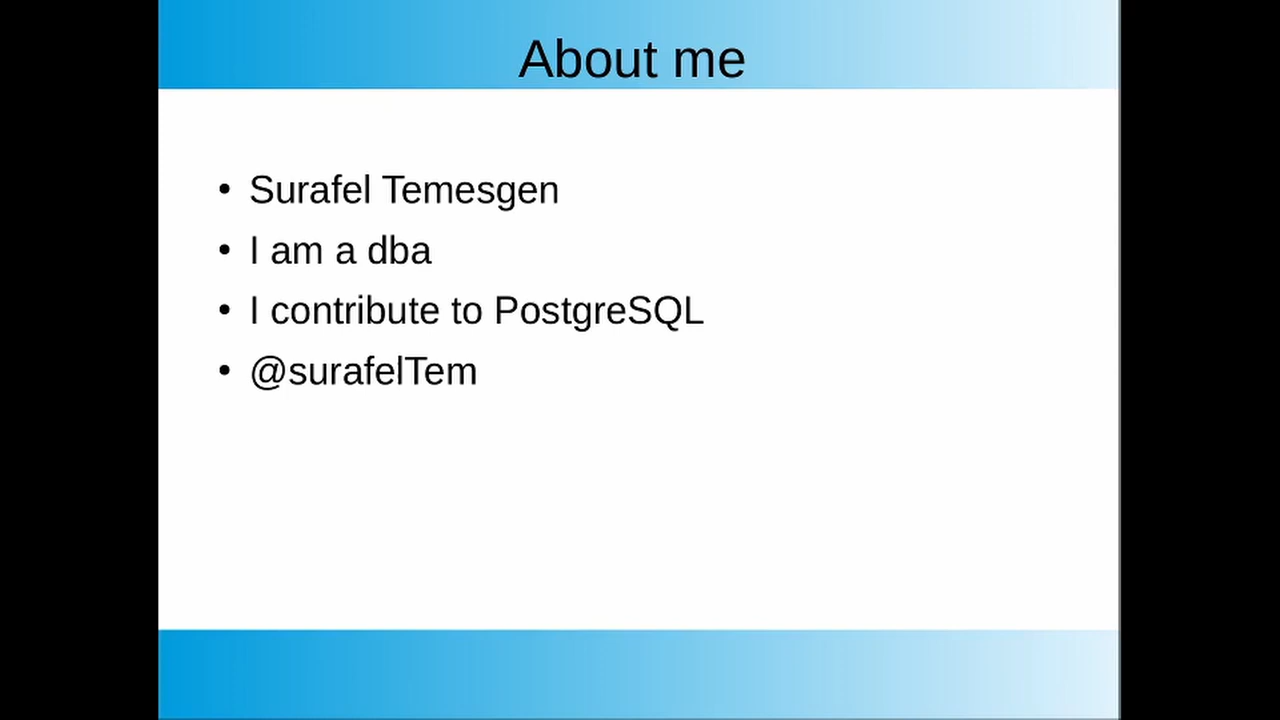 About me
• Surafel Temesgen
• I am a dba
• I contribute to PostgreSQL
• @surafelTem